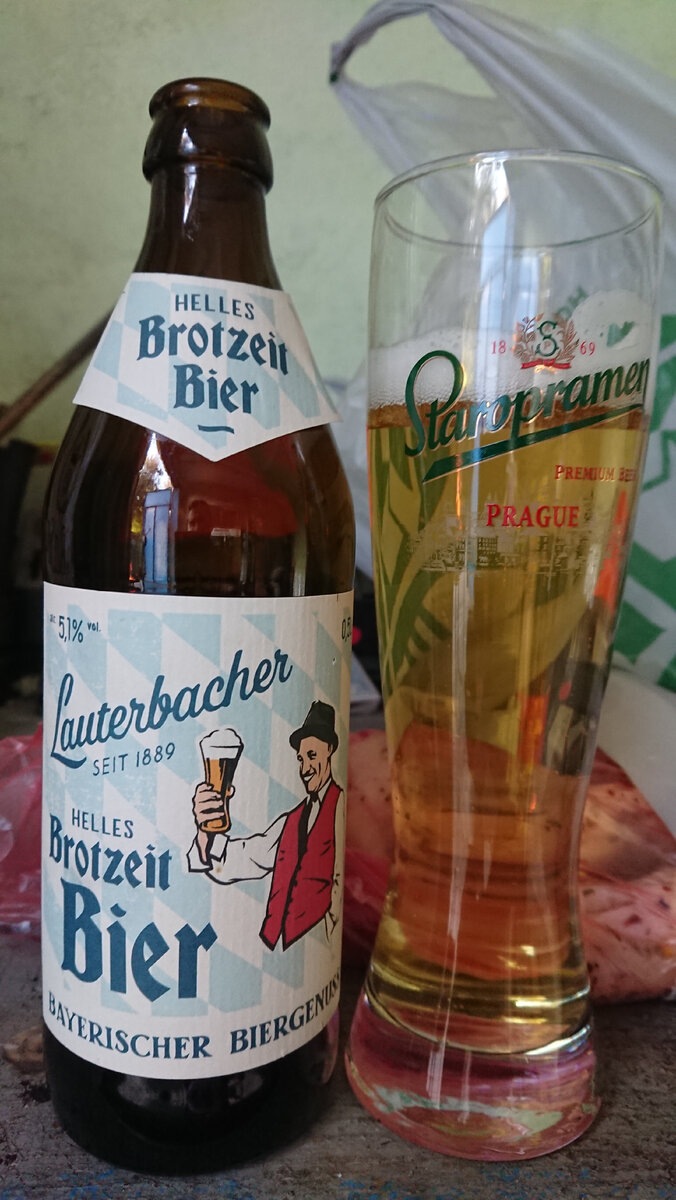 HELLES
Brotzeit
Bier
alc 5,1% vol.
Lauterbacher
SEIT 1889
HELLES
Brotzeit
Bier
BAYERISCHER BIERGENUSS
18 S 69
Staropramen
PREMIUM BEER
PRAGUE